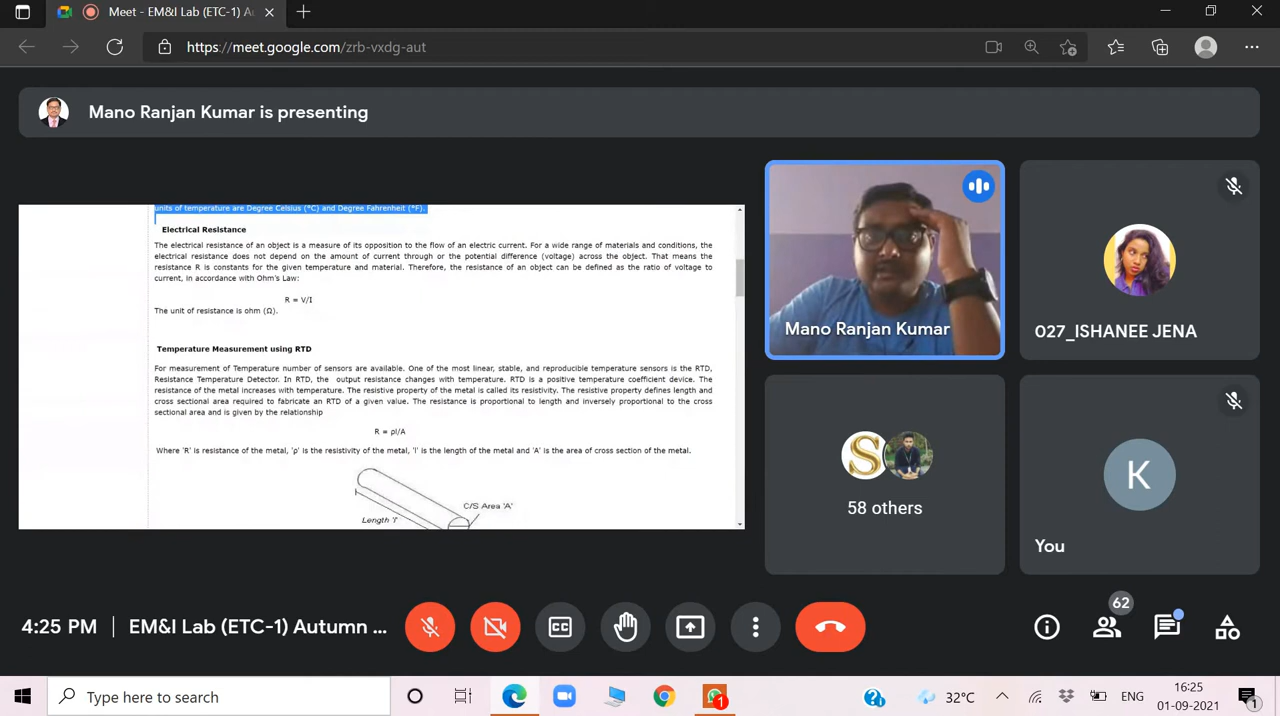 Meet - EM&I Lab (ETC-1) Au
https://meet.google.com/zrb-vxdg-aut
Mano Ranjan Kumar is presenting
units of temperature are Degree Celsius (°C) and Degree Fahrenheit (°F).
Electrical Resistance
The electrical resistance of an object is a measure of its opposition to the flow of an electric current. For a wide range of materials and conditions, the
electrical resistance does not depend on the amount of current through or the potential difference (voltage) across the object. That means the
resistance R is constants for the given temperature and material. Therefore, the resistance of an object can be defined as the ratio of voltage to
current, in accordance with Ohm's Law:
R = V/I
The unit of resistance is ohm (Ω).
Temperature Measurement using RTD
For measurement of Temperature number of sensors are available. One of the most linear, stable, and reproducible temperature sensors is the RTD,
Resistance Temperature Detector. In RTD, the output resistance changes with temperature. RTD is a positive temperature coefficient device. The
resistance of the metal increases with temperature. The resistive property of the metal is called its resistivity. The resistive property defines length and
cross sectional area required to fabricate an RTD of a given value. The resistance is proportional to length and inversely proportional to the cross
sectional area and is given by the relationship
R = ρl/A
Where 'R' is resistance of the metal, 'ρ' is the resistivity of the metal, 'l' is the length of the metal and 'A' is the area of cross section of the metal.
C/S Area 'A'
Length 'l'
Mano Ranjan Kumar
027_ISHANEE JENA
S
58 others
K
You
4:25 PM
EM&I Lab (ETC-1) Autumn ...
CC
62
Type here to search
1
32°C
ENG
16:25
01-09-2021
1